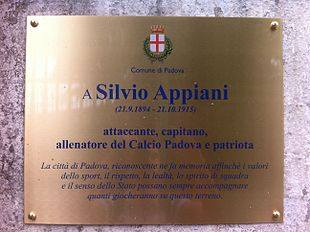 Comune di Padova
A Silvio Appiani
(21.9.1894 - 21.10.1915)
attaccante, capitano,
allenatore del Calcio Padova e patriota
La città di Padova, riconoscente ne fa memoria affinchè i valori
dello sport, il rispetto, la lealtà, lo spirito di squadra
e il senso dello Stato possano sempre accompagnare
quanti giocheranno su questo terreno.